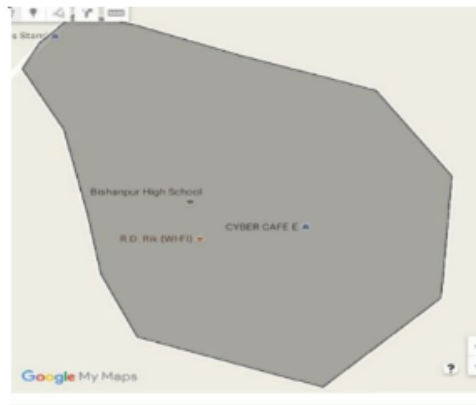 Bishanpur High School
CYBER CAFE E
R.D. Rik (WI-FI)
?
Google My Maps